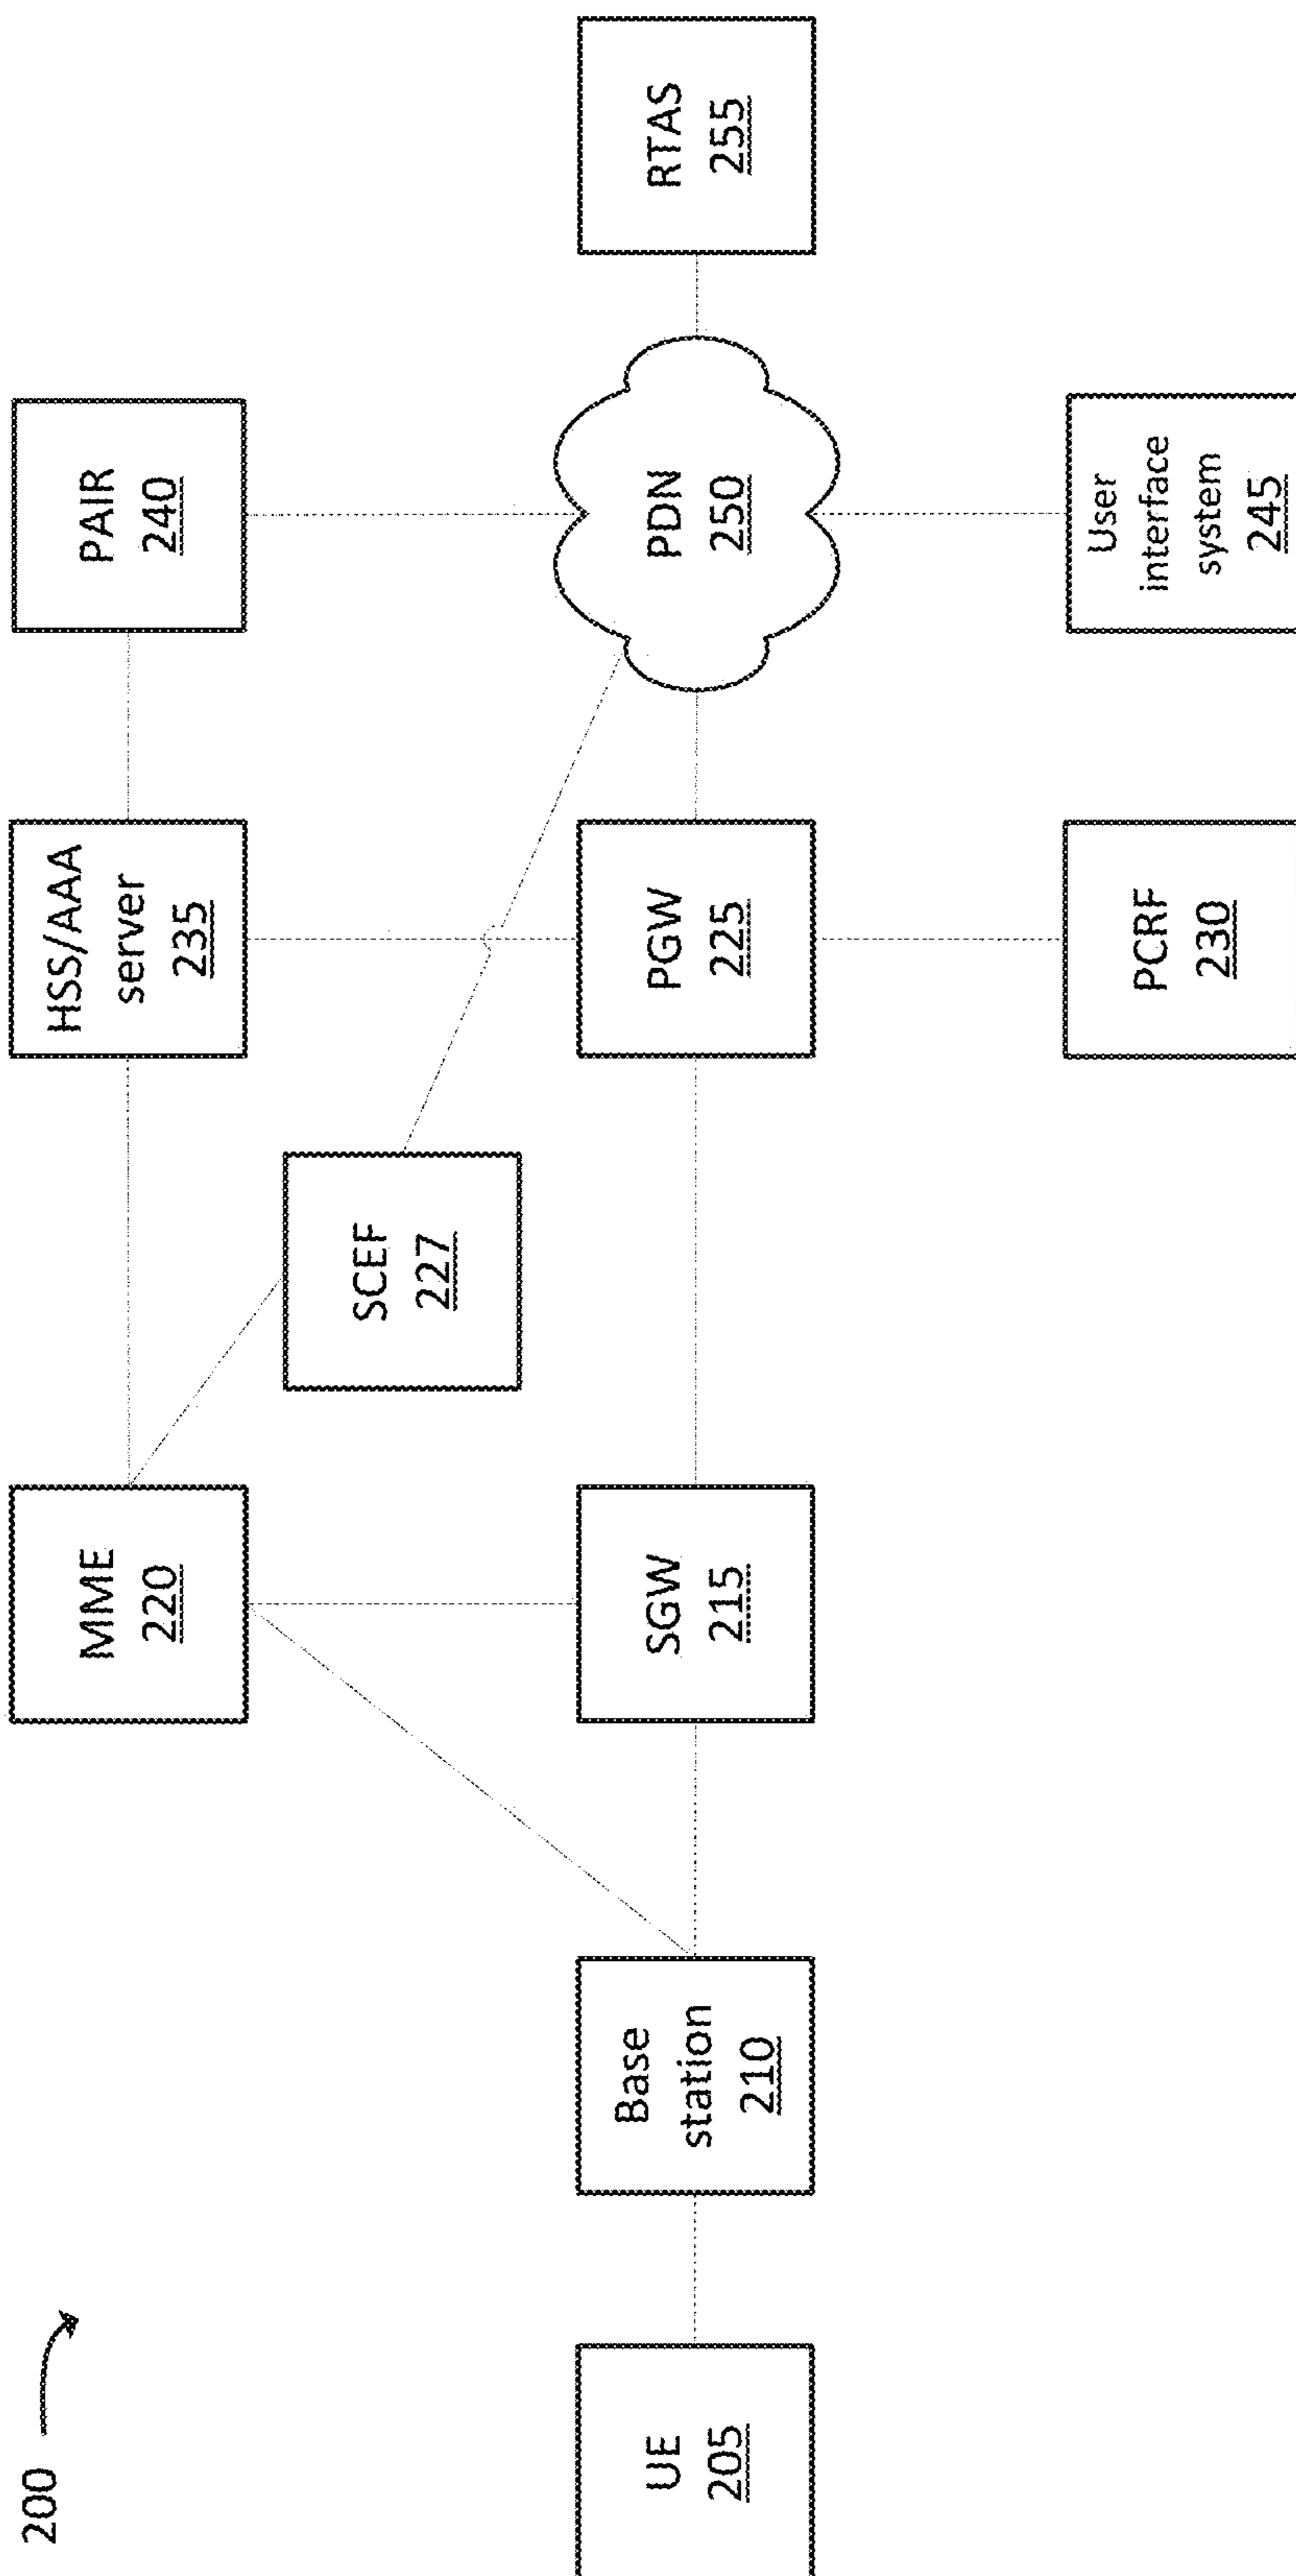 200
MME
220
HSS/AAA
server
235
PAIR
240
SCEF
227
UE
205
Base
station
210
SGW
215
PGW
225
PDN
250
RTAS
255
PCRF
230
User
interface
system
245